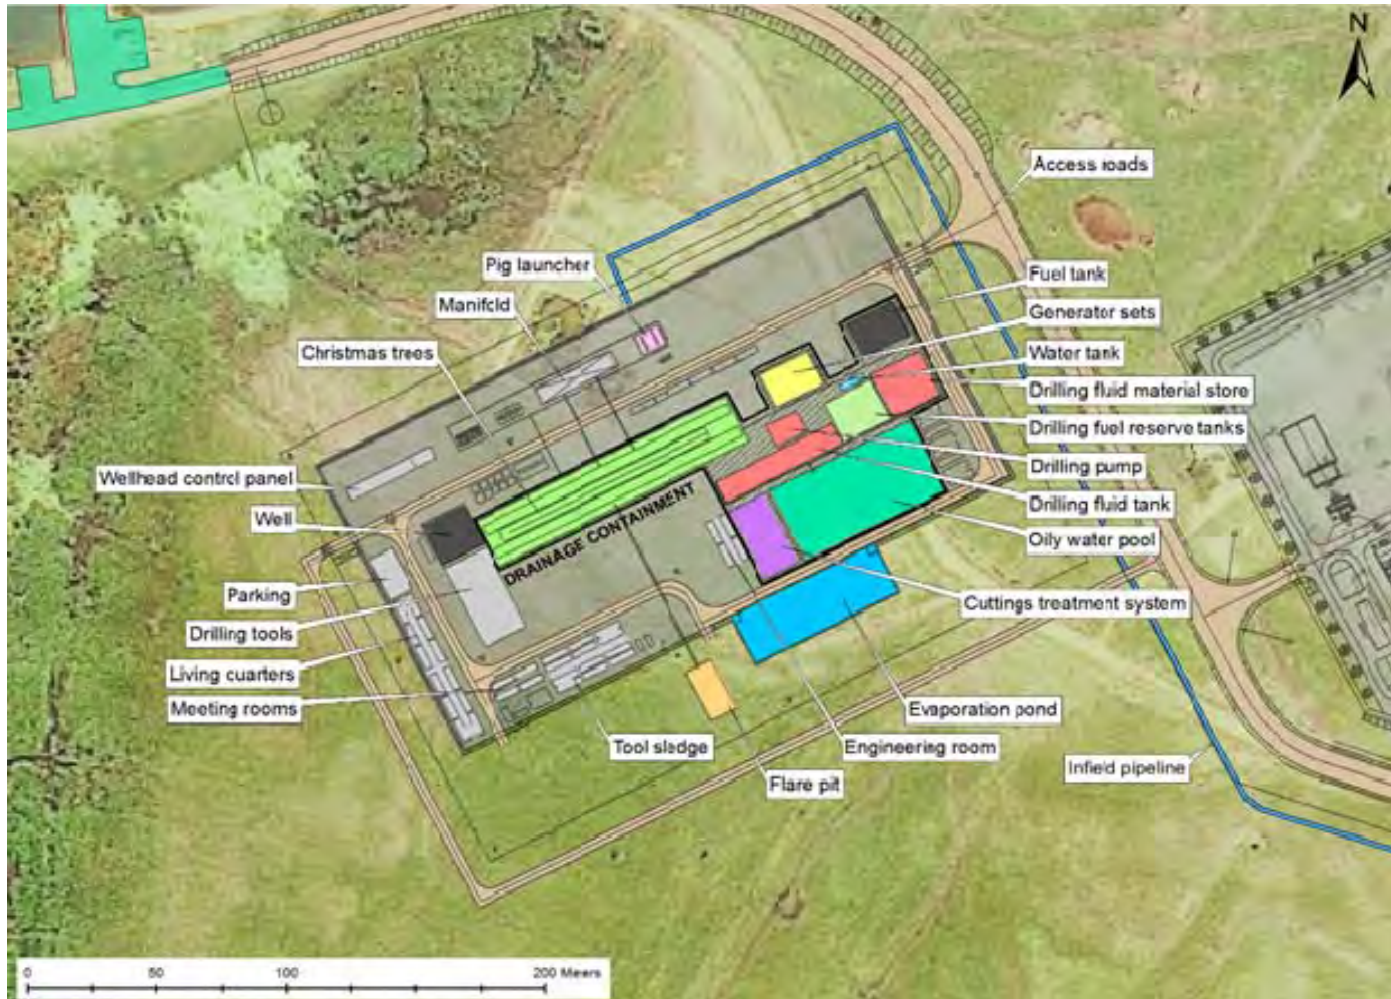 N
Access roads
Pig launcher
Fuel tank
Manifold
Generator sets
Christmas trees
Water tank
Drilling fluid material store
Drilling fuel reserve tanks
Wellhead control panel
Drilling pump
Well
Drilling fluid tank
DRAINAGE CONTAINMENT
Oily water pool
Parking
Cuttings treatment system
Drilling tools
Living cuarters
Meeting rooms
Evaporation pond
Tool sledge
Engineering room
Infield pipeline
Flare pit
0 50 100 200 Meers